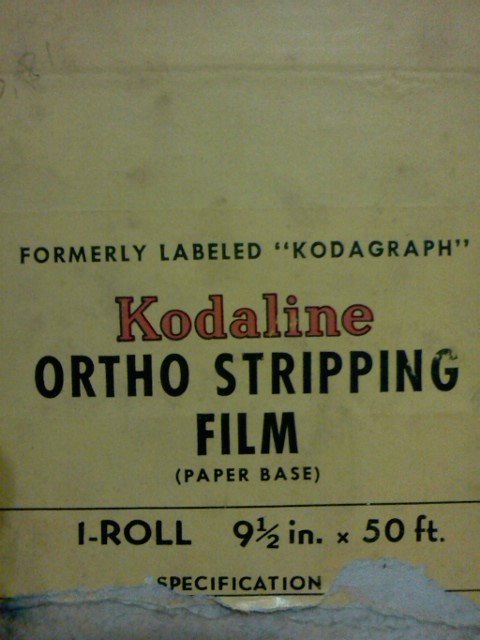 FORMERLY LABELED “KODAGRAPH”
Kodaline
ORTHO STRIPPING
FILM
(PAPER BASE)
1-ROLL 9½ in. x 50 ft.
SPECIFICATION